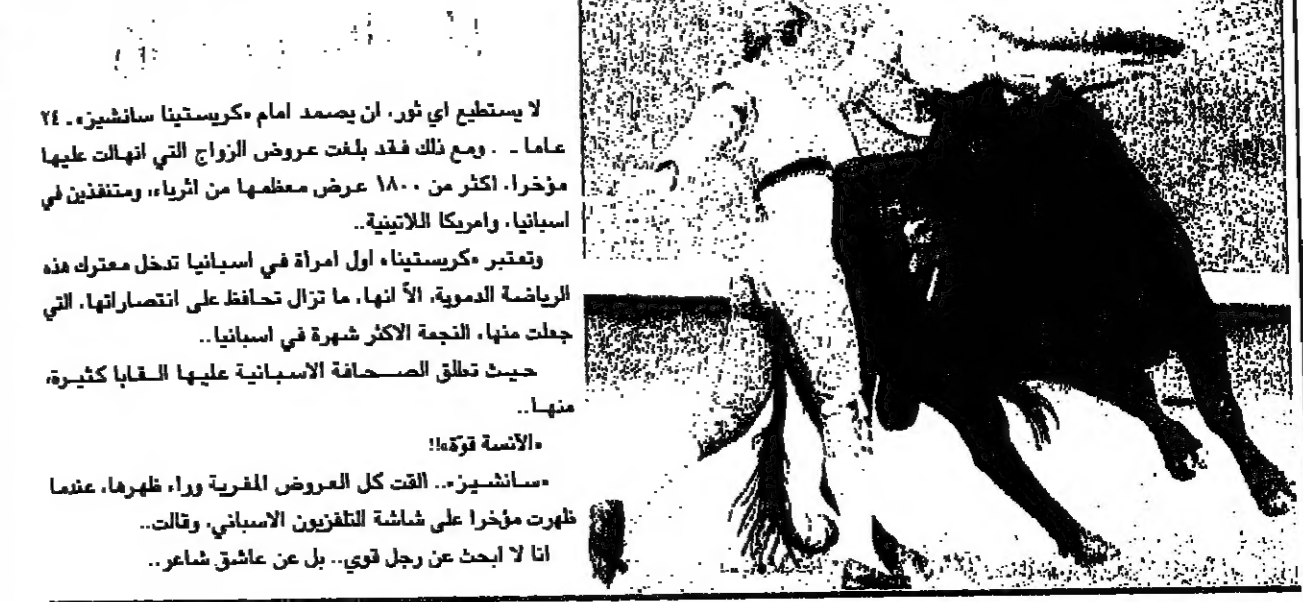 لا يستطيع اي ثور، ان يصمد امام «كريستينا سانشيز» ـ ٢٤
عاما ـ . ومع ذلك فقد بلغت عروض الزواج التي انهالت عليها
مؤخرا، اكثر من ١٨٠٠ عرض معظمها من اثرياء، ومتنفذين في
اسبانيا، وامريكا اللاتينية..
وتعتبر «كريستينا» اول امرأة في اسبانيا تدخل معترك هذه
الرياضة الدموية، الاّ انها، ما تزال تحافظ على انتصاراتها، التي
جعلت منها، النجمة الاكثر شهرة في اسبانيا..
حيث تطلق الصحافة الاسبانية عليها القابا كثيرة،
منها..
«الآنسة قوّة»!!
«سانشيز».. القت كل العروض المغرية وراء ظهرها، عندما
ظهرت مؤخرا على شاشة التلفزيون الاسباني، وقالت..
انا لا ابحث عن رجل قوي.. بل عن عاشق شاعر..